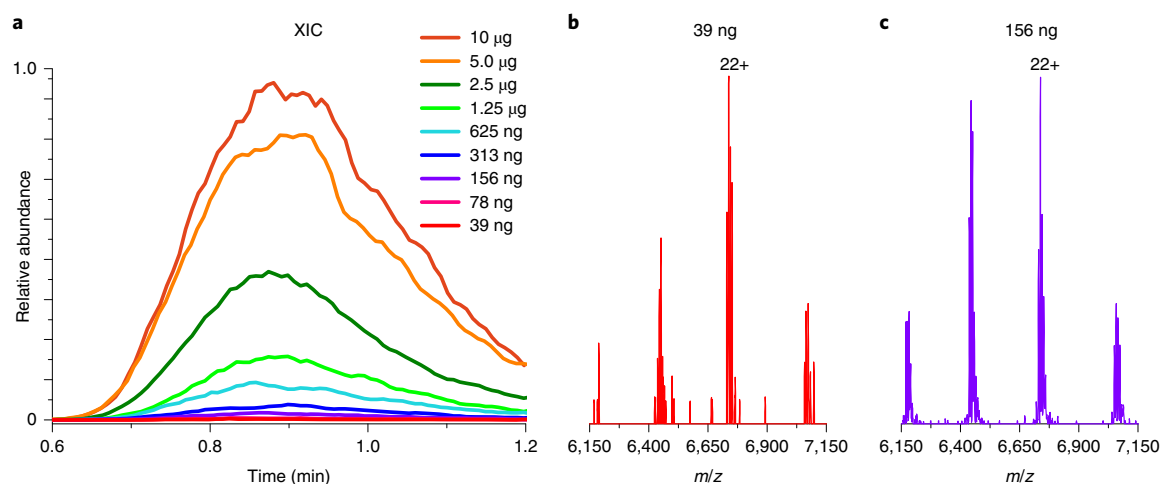 a
XIC
10 μg
5.0 μg
2.5 μg
1.25 μg
625 ng
313 ng
156 ng
78 ng
39 ng
1.0
0
Relative abundance
0.6 0.8 1.0 1.2
Time (min)
b
39 ng
22+
6,150 6,400 6,650 6,900 7,150
m/z
c
156 ng
22+
6,150 6,400 6,650 6,900 7,150
m/z